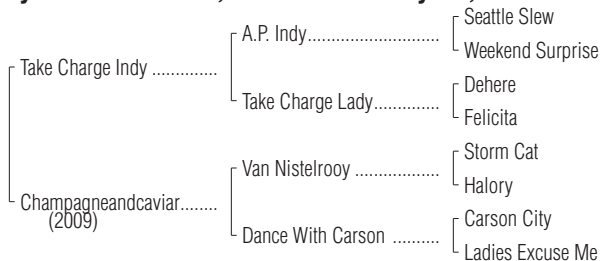 Seattle Slew
A.P. Indy
Weekend Surprise
Take Charge Indy
Dehere
Take Charge Lady
Felicita
Storm Cat
Van Nistelrooy
Halory
Champagneandcaviar
(2009)
Carson City
Dance With Carson
Ladies Excuse Me